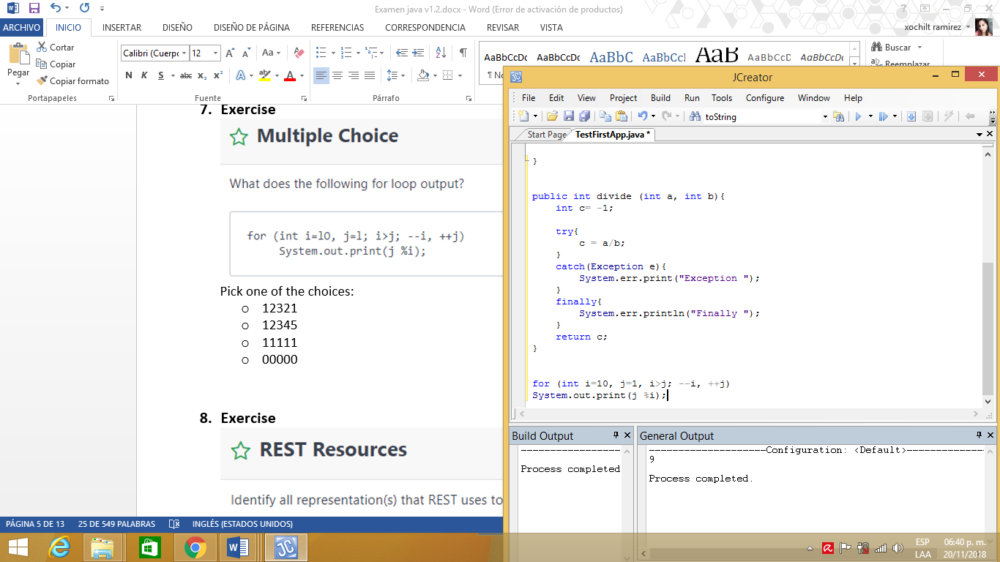 Examen java v1.2.docx - Word (Error de activación de productos)
ARCHIVO INICIO INSERTAR DISEÑO DISEÑO DE PÁGINA REFERENCIAS CORRESPONDENCIA REVISAR VISTA xochilt ramirez
Pegar
Cortar
Copiar
Copiar formato
Portapapeles
Calibri (Cuerpo 12
N K S abc x₂ x²
Fuente
Párrafo
AaBbCcDc AaBbCcDc AaBbC AaBbCcI AaB AaBbCcD AaBbCcDc
¶ No
Buscar
Reemplazar
7. Exercise
Multiple Choice
What does the following for loop output?
for (int i=10, j=1; i>j; --i, ++j)
System.out.print(j %i);
Pick one of the choices:
o 12321
o 12345
o 11111
o 00000
8. Exercise
REST Resources
Identify all representation(s) that REST uses to
PÁGINA 5 DE 13 25 DE 549 PALABRAS INGLÉS (ESTADOS UNIDOS)
JCreator
File Edit View Project Build Run Tools Configure Window Help
toString
Start Page TestFirstApp.java *
}
public int divide (int a, int b){
int c= -1;
try{
c = a/b;
}
catch(Exception e){
System.err.print("Exception ");
}
finally{
System.err.println("Finally ");
}
return c;
}
for (int i=10, j=1, i>j; --i, ++j)
System.out.print(j %i);
Build Output
Process completed
General Output
--------------------Configuration: <Default>-------------
9
Process completed.
ESP
LAA
06:40 p. m.
20/11/2018